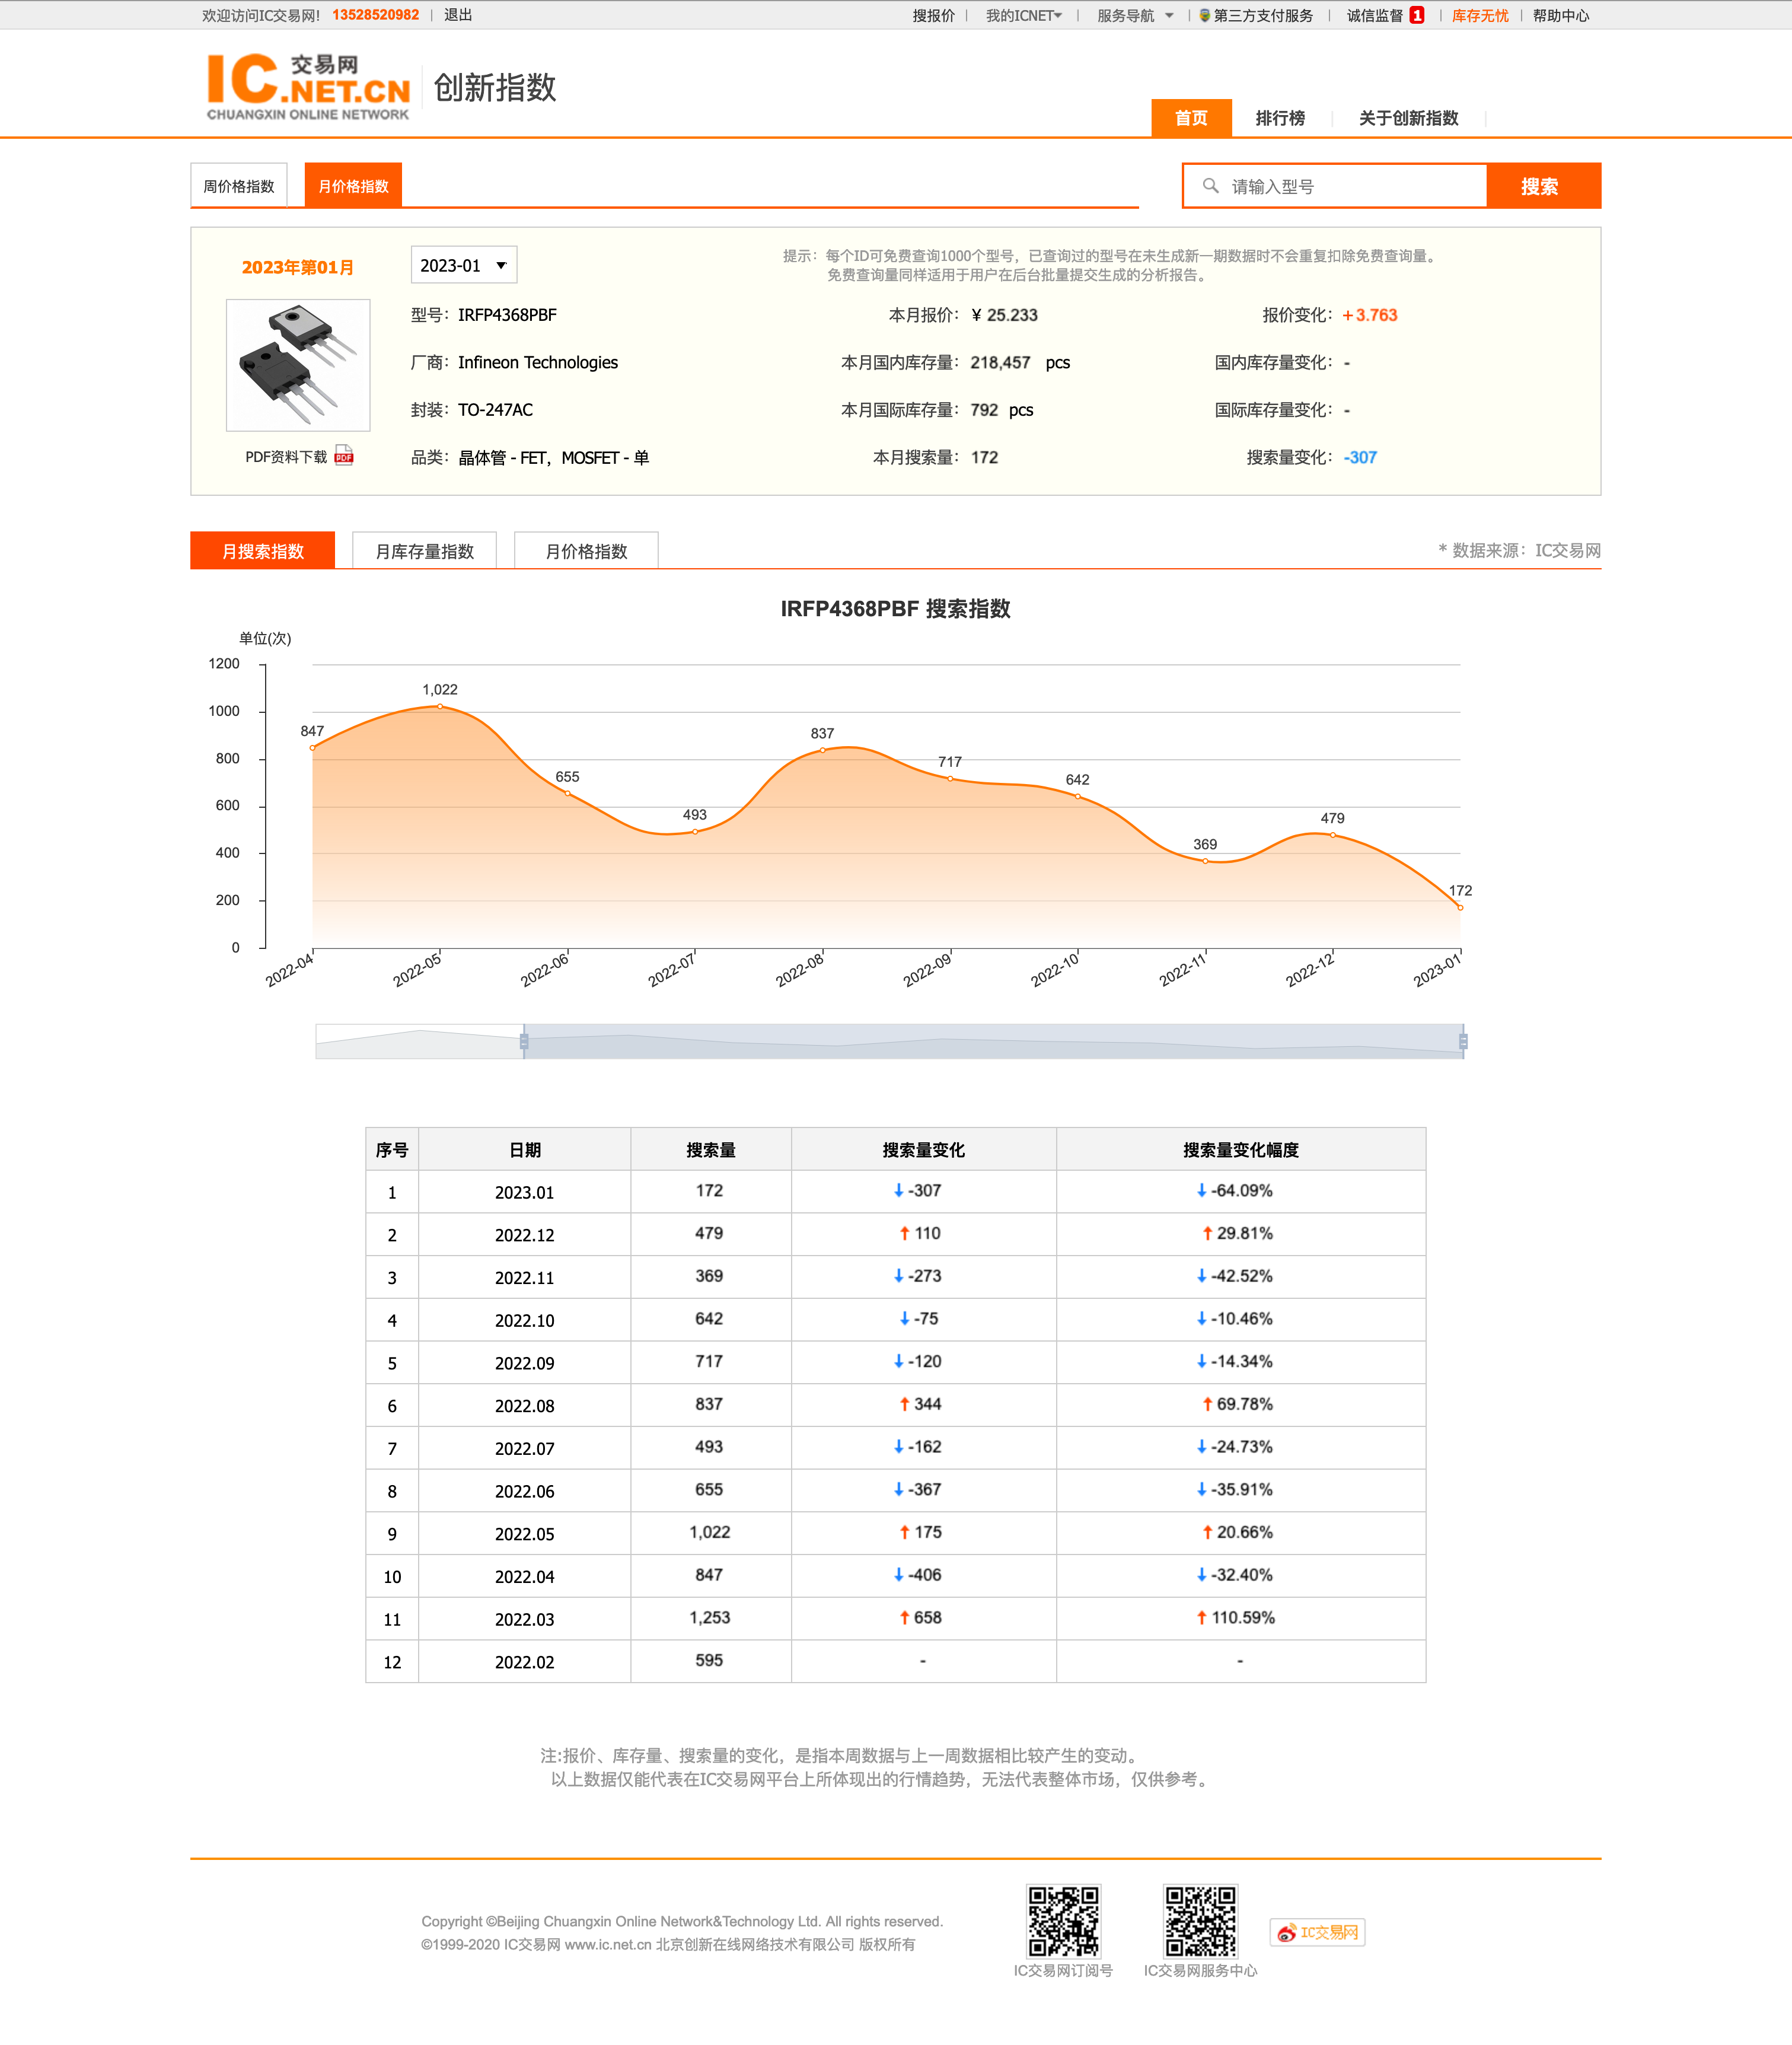 欢迎访问IC交易网! 13528520982 | 退出
搜报价 | 我的ICNET | 服务导航 | 第三方支付服务 | 诚信监督 1 | 库存无忧 | 帮助中心
IC.NET.CN 交易网
CHUANGXIN ONLINE NETWORK
创新指数
首页 排行榜 关于创新指数
周价格指数 月价格指数
请输入型号 搜索
2023年第01月 2023-01
提示：每个ID可免费查询1000个型号，已查询过的型号在未生成新一期数据时不会重复扣除免费查询量。
免费查询量同样适用于用户在后台批量提交生成的分析报告。
型号：IRFP4368PBF 本月报价：¥ 25.233 报价变化：+3.763
厂商：Infineon Technologies 本月国内库存量：218,457 pcs 国内库存量变化：-
封装：TO-247AC 本月国际库存量：792 pcs 国际库存量变化：-
PDF资料下载 PDF 品类：晶体管 - FET，MOSFET - 单 本月搜索量：172 搜索量变化：-307
月搜索指数 月库存量指数 月价格指数 * 数据来源：IC交易网
IRFP4368PBF 搜索指数
单位(次)
1200
1000
800
600
400
200
0
847 1,022 655 493 837 717 642 369 479 172
2022-04 2022-05 2022-06 2022-07 2022-08 2022-09 2022-10 2022-11 2022-12 2023-01
序号 日期 搜索量 搜索量变化 搜索量变化幅度
1 2023.01 172 ↓ -307 ↓ -64.09%
2 2022.12 479 ↑ 110 ↑ 29.81%
3 2022.11 369 ↓ -273 ↓ -42.52%
4 2022.10 642 ↓ -75 ↓ -10.46%
5 2022.09 717 ↓ -120 ↓ -14.34%
6 2022.08 837 ↑ 344 ↑ 69.78%
7 2022.07 493 ↓ -162 ↓ -24.73%
8 2022.06 655 ↓ -367 ↓ -35.91%
9 2022.05 1,022 ↑ 175 ↑ 20.66%
10 2022.04 847 ↓ -406 ↓ -32.40%
11 2022.03 1,253 ↑ 658 ↑ 110.59%
12 2022.02 595 - -
注:报价、库存量、搜索量的变化，是指本周数据与上一周数据相比较产生的变动。
以上数据仅能代表在IC交易网平台上所体现出的行情趋势，无法代表整体市场，仅供参考。
Copyright ©Beijing Chuangxin Online Network&Technology Ltd. All rights reserved.
©1999-2020 IC交易网 www.ic.net.cn 北京创新在线网络技术有限公司 版权所有
IC交易网订阅号 IC交易网服务中心 IC交易网